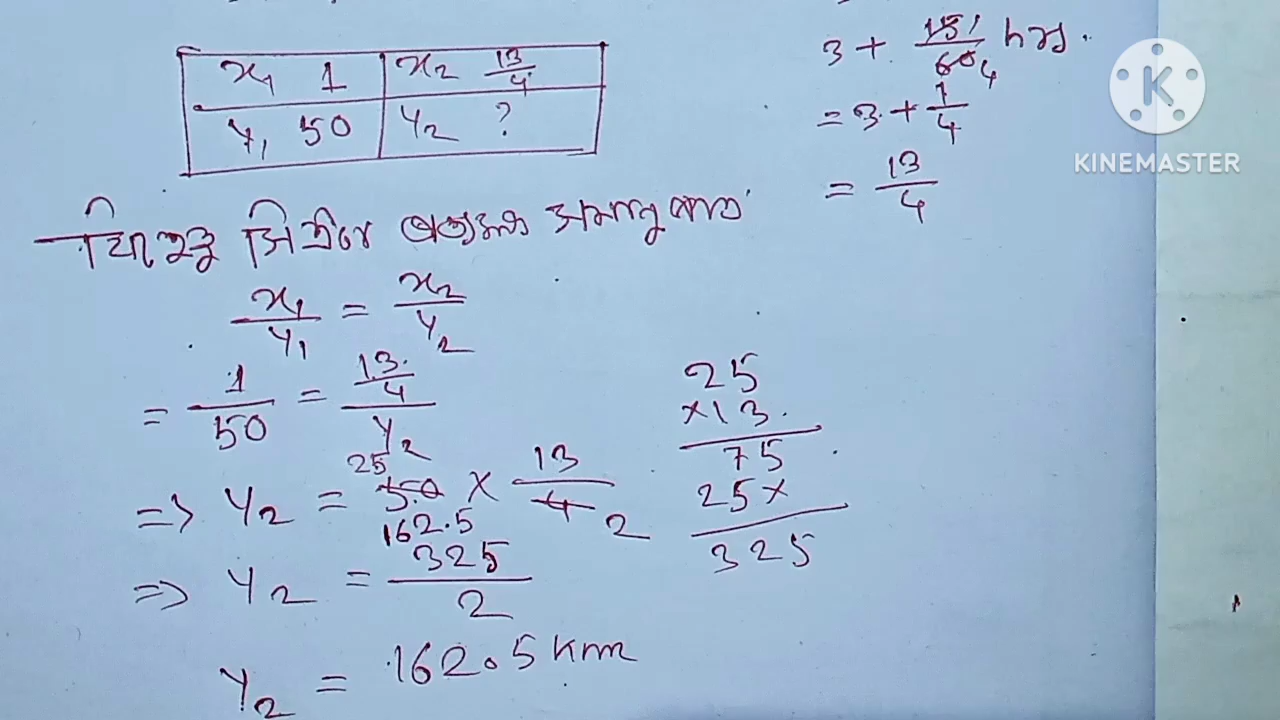 x₁ 1 x₂ 13/4
y₁ 50 y₂ ?
3 + 15/60 hrs.
1
4
= 3 + 1/4
= 13/4
KINEMASTER
x₁/y₁ = x₂/y₂
= 1/50 = 13/4/y₂
25
=> y₂ = 50 × 13/4 2
162.5
=> y₂ = 325/2
y₂ = 162.5 km
25
×13
75
25×
325